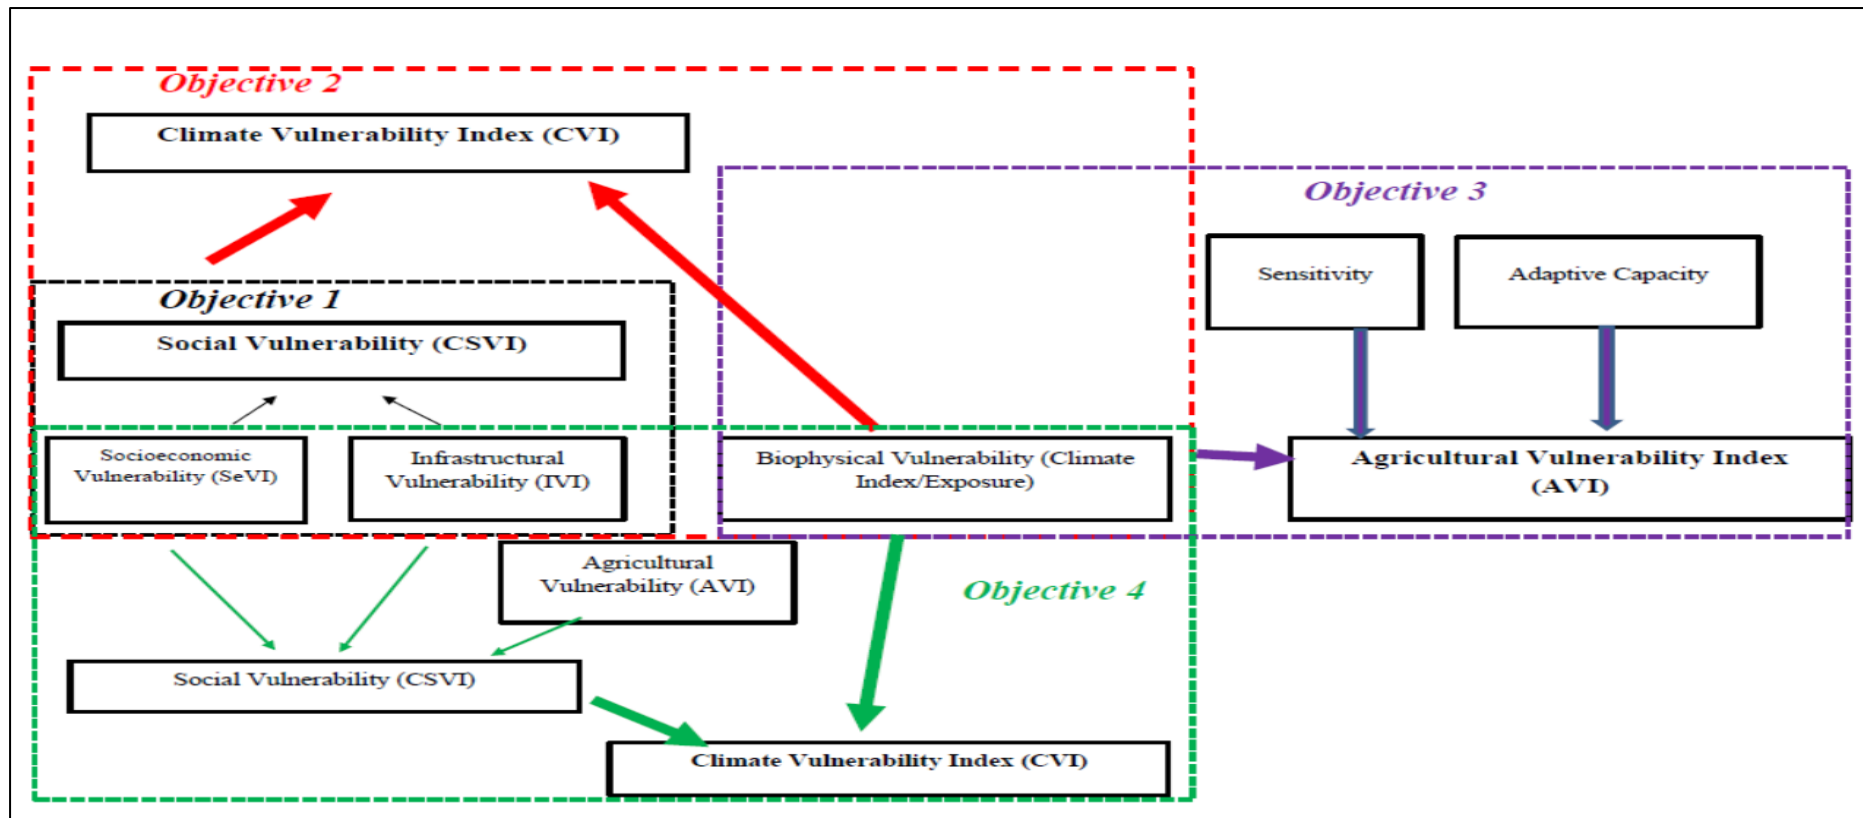 Objective 2
Climate Vulnerability Index (CVI)
Objective 3
Sensitivity
Adaptive Capacity
Objective 1
Social Vulnerability (CSVI)
Socioeconomic
Vulnerability (SeVI)
Infrastructural
Vulnerability (IVI)
Biophysical Vulnerability (Climate
Index/Exposure)
Agricultural Vulnerability Index
(AVI)
Agricultural
Vulnerability (AVI)
Objective 4
Social Vulnerability (CSVI)
Climate Vulnerability Index (CVI)